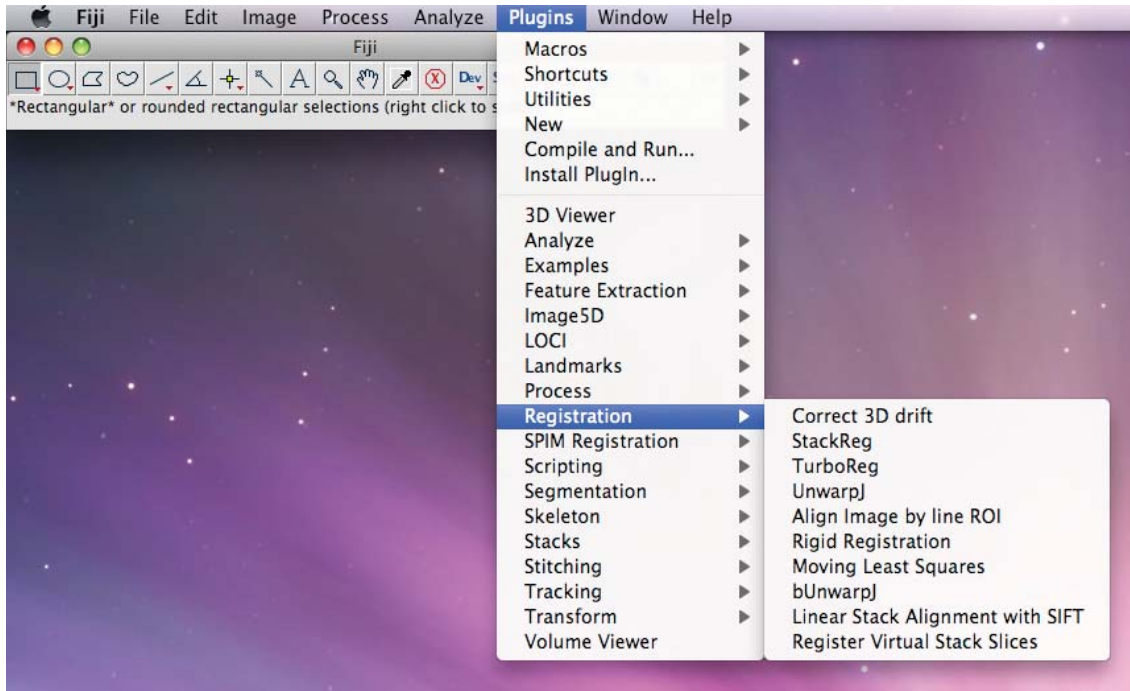 Fiji File Edit Image Process Analyze Plugins Window Help
Fiji
A Dev
*Rectangular* or rounded rectangular selections (right click to s
Macros
Shortcuts
Utilities
New
Compile and Run...
Install PlugIn...
3D Viewer
Analyze
Examples
Feature Extraction
Image5D
LOCI
Landmarks
Process
Registration
SPIM Registration
Scripting
Segmentation
Skeleton
Stacks
Stitching
Tracking
Transform
Volume Viewer
Correct 3D drift
StackReg
TurboReg
UnwarpJ
Align Image by line ROI
Rigid Registration
Moving Least Squares
bUnwarpJ
Linear Stack Alignment with SIFT
Register Virtual Stack Slices